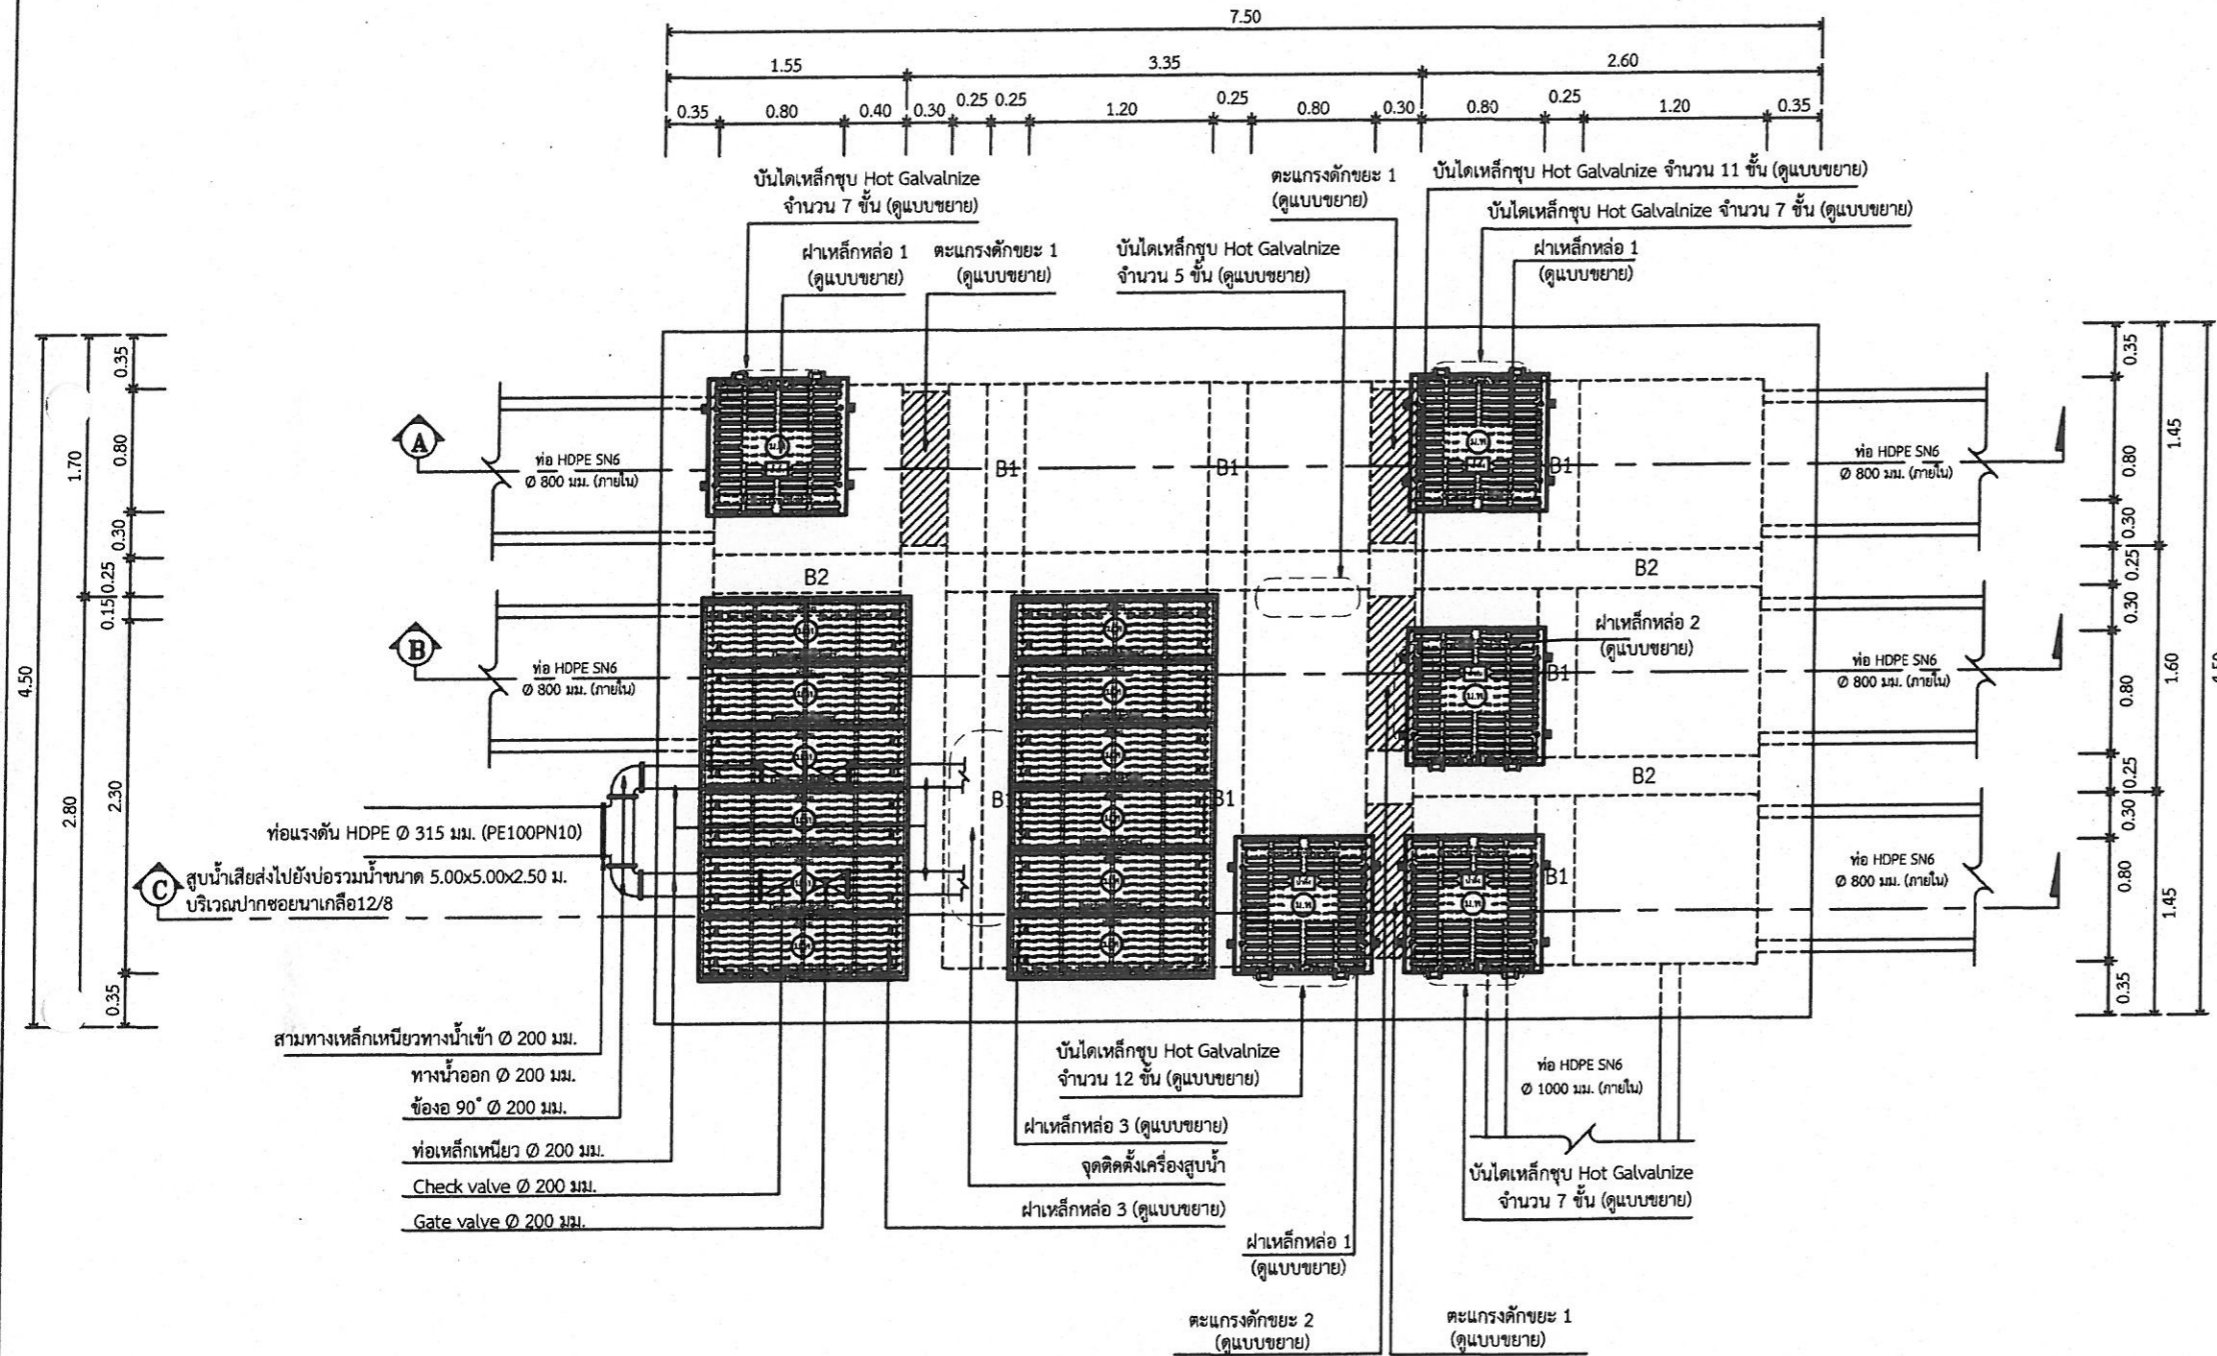 7.50
1.55 3.35 2.60
0.35 0.80 0.40 0.30 0.25 0.25 1.20 0.25 0.80 0.30 0.80 0.25 1.20 0.35
บันไดเหล็กชุบ Hot Galvalnize
จำนวน 7 ขั้น (ดูแบบขยาย)
ตะแกรงดักขยะ 1
(ดูแบบขยาย)
บันไดเหล็กชุบ Hot Galvalnize จำนวน 11 ขั้น (ดูแบบขยาย)
บันไดเหล็กชุบ Hot Galvalnize จำนวน 7 ขั้น (ดูแบบขยาย)
ฝาเหล็กหล่อ 1
(ดูแบบขยาย)
ตะแกรงดักขยะ 1
(ดูแบบขยาย)
บันไดเหล็กชุบ Hot Galvalnize
จำนวน 5 ขั้น (ดูแบบขยาย)
ฝาเหล็กหล่อ 1
(ดูแบบขยาย)
4.50
1.70
2.80
0.35
0.80
0.30
0.25
0.15
2.30
0.35
A
ท่อ HDPE SN6
Ø 800 มม. (ภายใน)
B1
B1
ม.ท
B1
ท่อ HDPE SN6
Ø 800 มม. (ภายใน)
B2
B2
B
ท่อ HDPE SN6
Ø 800 มม. (ภายใน)
ฝาเหล็กหล่อ 2
(ดูแบบขยาย)
ม.ท
B1
ท่อ HDPE SN6
Ø 800 มม. (ภายใน)
B2
B1
B1
ท่อแรงดัน HDPE Ø 315 มม. (PE100PN10)
C
สูบน้ำเสียส่งไปยังบ่อรวมน้ำขนาด 5.00x5.00x2.50 ม.
บริเวณปากซอยนาเกลือ12/8
ม.ท
ม.ท
B1
ท่อ HDPE SN6
Ø 800 มม. (ภายใน)
0.35
0.80
0.30
0.25
0.30
0.80
0.25
0.30
0.80
0.35
1.45
1.60
1.45
4.50
สามทางเหล็กเหนียวทางน้ำเข้า Ø 200 มม.
ทางน้ำออก Ø 200 มม.
ข้องอ 90° Ø 200 มม.
ท่อเหล็กเหนียว Ø 200 มม.
Check valve Ø 200 มม.
Gate valve Ø 200 มม.
บันไดเหล็กชุบ Hot Galvalnize
จำนวน 12 ขั้น (ดูแบบขยาย)
ฝาเหล็กหล่อ 3 (ดูแบบขยาย)
จุดติดตั้งเครื่องสูบน้ำ
ฝาเหล็กหล่อ 3 (ดูแบบขยาย)
ฝาเหล็กหล่อ 1
(ดูแบบขยาย)
ท่อ HDPE SN6
Ø 1000 มม. (ภายใน)
บันไดเหล็กชุบ Hot Galvalnize
จำนวน 7 ขั้น (ดูแบบขยาย)
ตะแกรงดักขยะ 2
(ดูแบบขยาย)
ตะแกรงดักขยะ 1
(ดูแบบขยาย)